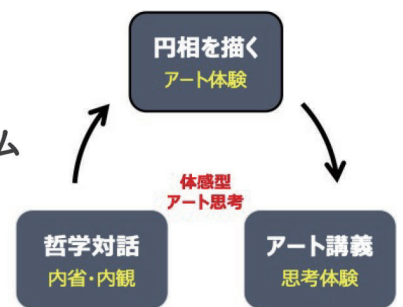 円相を描く
アート体験
ム
体感型
アート思考
哲学対話
内省・内観
アート講義
思考体験